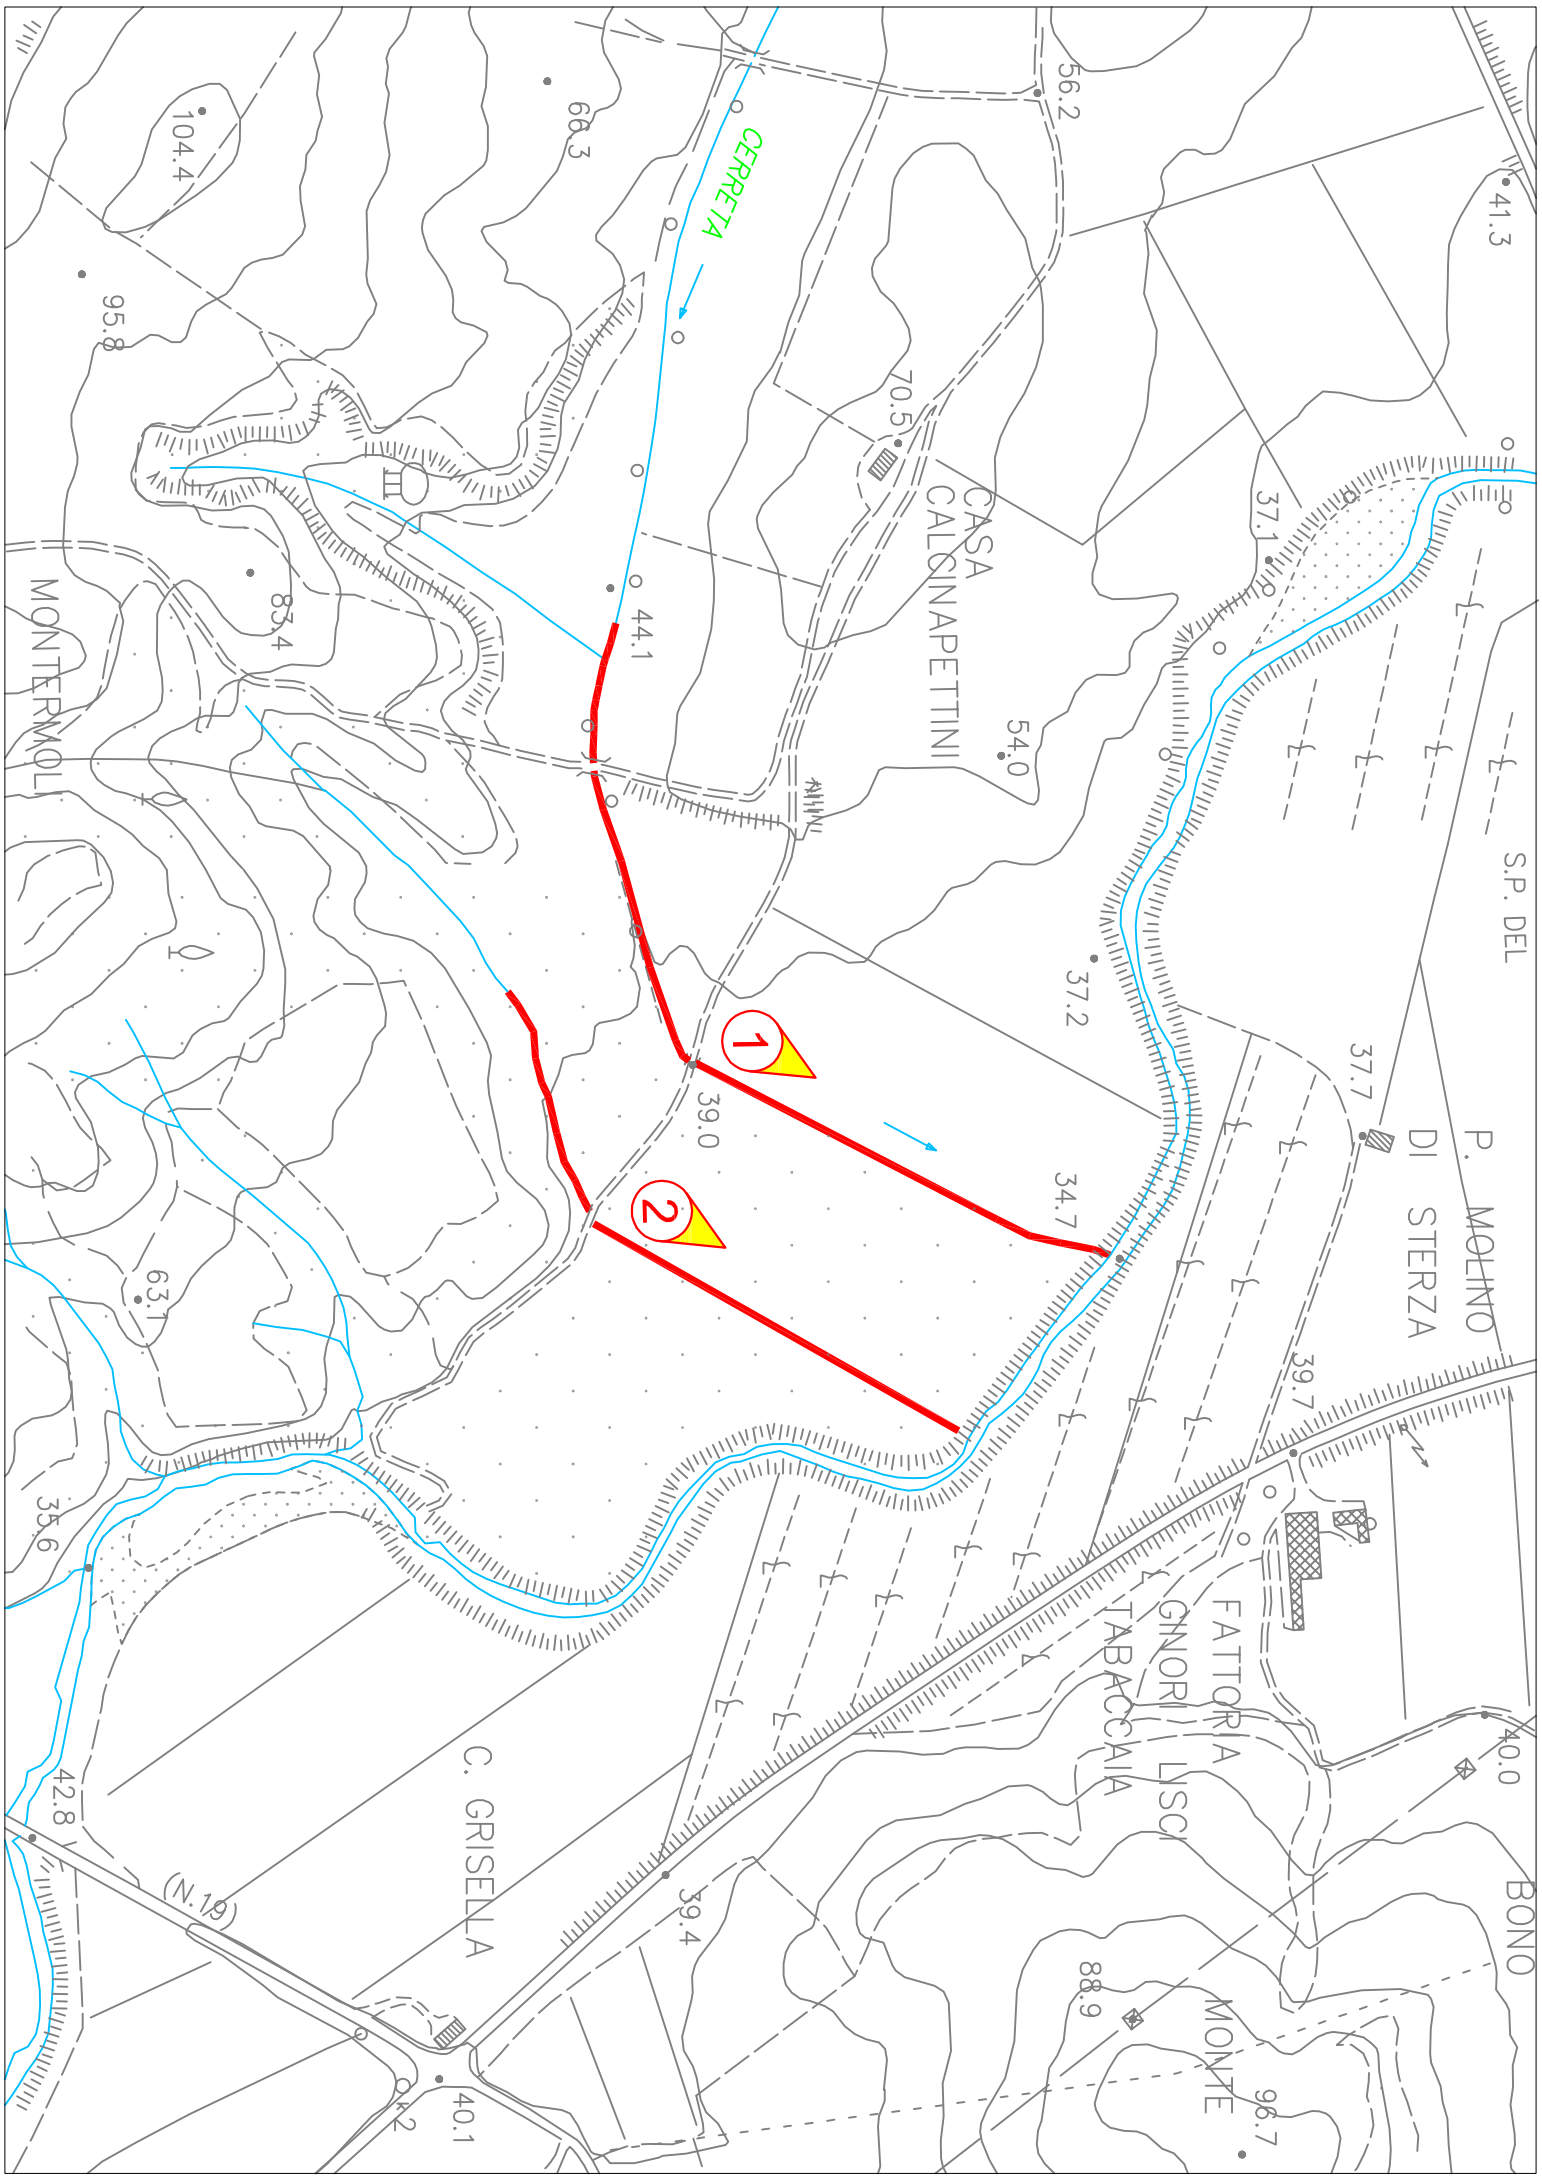 41.3
56.2
66.3
104.4
CERRETA
95.8
70.5
37.1
CASA
CALCINAPETTINI
44.1
83.4
MONTERMOLI
54.0
S.P. DEL
37.2
37.7
1
39.0
P. MOLINO
DI STERZA
34.7
2
63.1
39.7
35.6
FATTORIA
GINORI LISCI
TABACCAIA
40.0
42.8
C. GRISELLA
(N.19)
39.4
BONO
88.9
MONTE
96.7
40.1
K2